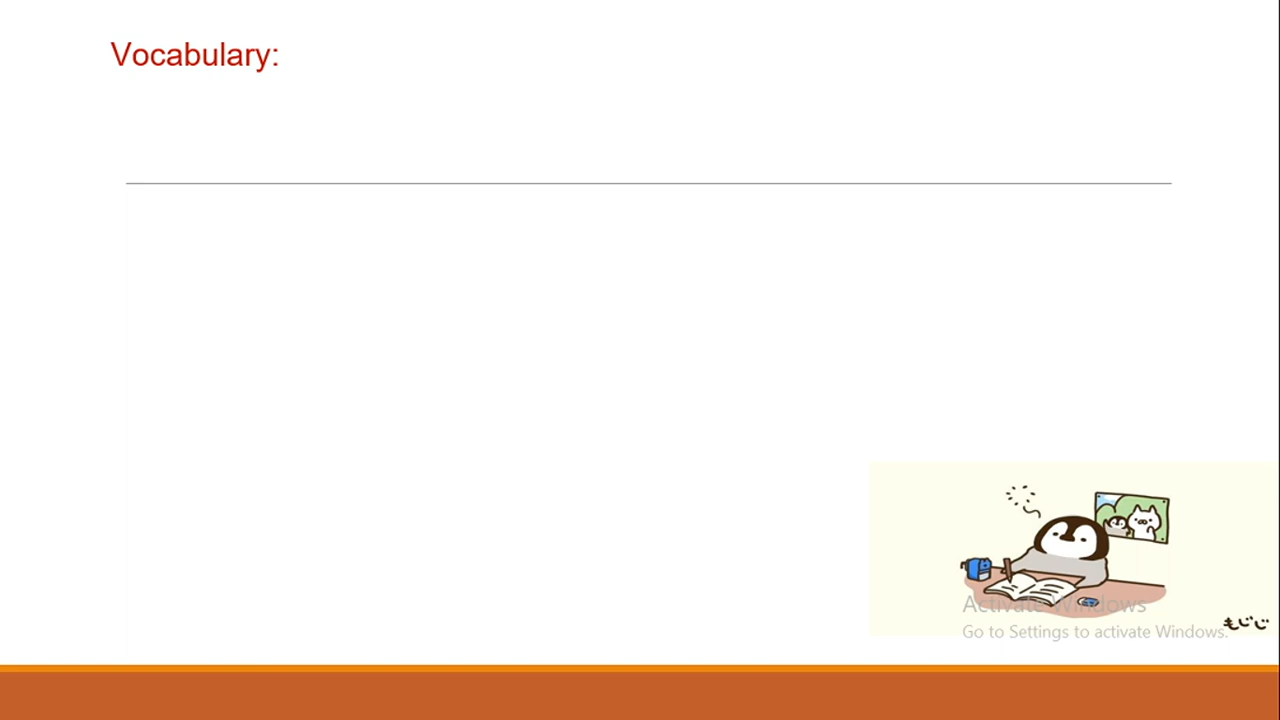 Vocabulary:
Activate Windows
Go to Settings to activate Windows.
もじじ